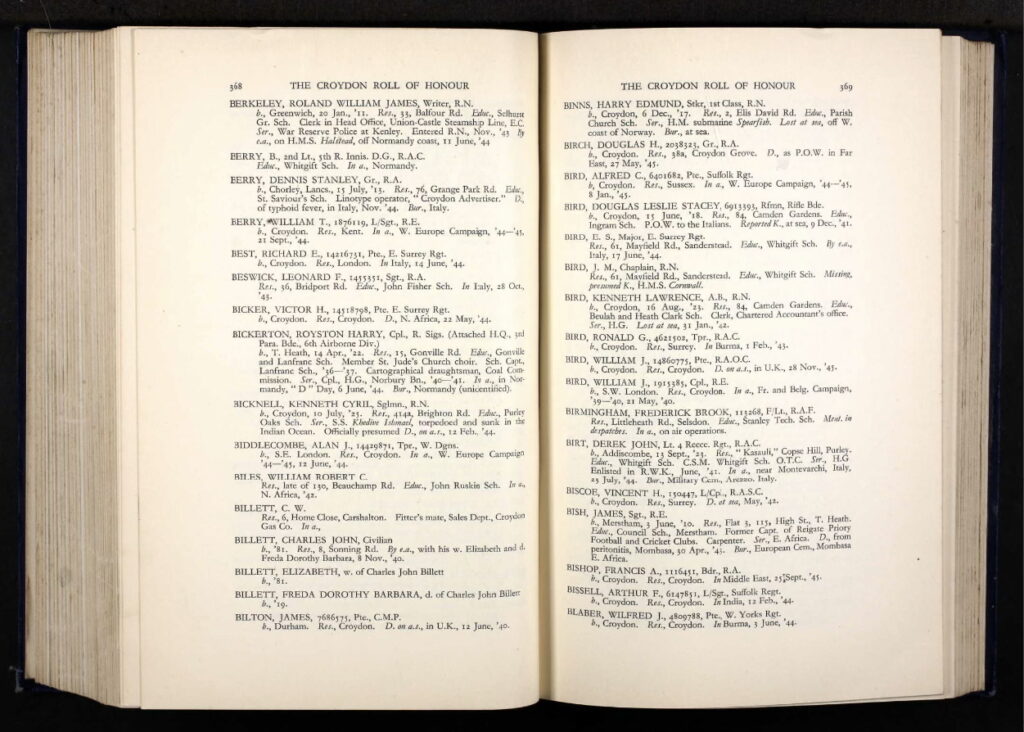 368 THE CROYDON ROLL OF HONOUR
BERKELEY, ROLAND WILLIAM JAMES, Writer, R.N.
b., Greenwich, 20 Jan., '11. Res., 33, Balfour Rd. Educ., Selhurst
Gr. Sch. Clerk in Head Office, Union-Castle Steamship Line, E.C.
Ser., War Reserve Police at Kenley. Entered R.N., Nov., '43 By
e.a., on H.M.S. Halstead, off Normandy coast, 11 June, '44
BERRY, B., 2nd Lt., 5th R. Innis. D.G., R.A.C.
Educ., Whitgift Sch. In a., Normandy.
BERRY, DENNIS STANLEY, Gr., R.A.
b., Chorley, Lancs., 15 July, '13. Res., 76, Grange Park Rd. Educ.,
St. Saviour's Sch. Linotype operator, "Croydon Advertiser." D.,
of typhoid fever, in Italy, Nov. '44. Bur., Italy.
BERRY, WILLIAM T., 1876119, L/Sgt., R.E.
b., Croydon. Res., Kent. In a., W. Europe Campaign, '44—'45,
21 Sept., '44.
BEST, RICHARD E., 14216731, Pte., E. Surrey Rgt.
b., Croydon. Res., London. In Italy, 14 June, '44.
BESWICK, LEONARD F., 1455351, Sgt., R.A.
Res., 36, Bridport Rd. Educ., John Fisher Sch. In Italy, 28 Oct.,
'43.
BICKER, VICTOR H., 14518798, Pte. E. Surrey Rgt.
b., Croydon. Res., Croydon. D., N. Africa, 22 May, '44.
BICKERTON, ROYSTON HARRY, Cpl., R. Sigs. (Attached H.Q., 3rd
Para. Bde., 6th Airborne Div.)
b., T. Heath, 14 Apr., '22. Res., 15, Gonville Rd. Educ., Gonville
and Lanfranc Sch. Member St. Jude's Church choir. Sch. Capt.,
Lanfranc Sch., '36—'37. Cartographical draughtsman, Coal Com-
mission. Ser., Cpl., H.G., Norbury Bn., '40—'41. In a., in Nor-
mandy, "D" Day, 6 June, '44. Bur., Normandy (unidentified).
BICKNELL, KENNETH CYRIL, Sglmn., R.N.
b., Croydon, 10 July, '25. Res., 414a, Brighton Rd. Educ., Purley
Oaks Sch. Ser., S.S. Khedive Ishmael, torpedoed and sunk in the
Indian Ocean. Officially presumed D., on a.s., 12 Feb., '44.
BIDDLECOMBE, ALAN J., 14429871, Tpr., W. Dgns.
b., S.E. London. Res., Croydon. In a., W. Europe Campaign
'44—'45, 12 June, '44.
BILES, WILLIAM ROBERT C.
Res., late of 130, Beauchamp Rd. Educ., John Ruskin Sch. In a.,
N. Africa, '42.
BILLETT, C. W.
Res., 6, Home Close, Carshalton. Fitter's mate, Sales Dept., Croydon
Gas Co. In a.,
BILLETT, CHARLES JOHN, Civilian
b., '81. Res., 8, Sonning Rd. By e.a., with his w. Elizabeth and d.
Freda Dorothy Barbara, 8 Nov., '40.
BILLETT, ELIZABETH, w. of Charles John Billett
b., '81.
BILLETT, FREDA DOROTHY BARBARA, d. of Charles John Billett
b., '19.
BILTON, JAMES, 7686575, Pte., C.M.P.
b., Durham. Res., Croydon. D. on a.s., in U.K., 12 June, '40.
THE CROYDON ROLL OF HONOUR 369
BINNS, HARRY EDMUND, Stkr, 1st Class, R.N.
b., Croydon, 6 Dec., '17. Res., 2, Elis David Rd. Educ., Parish
Church Sch. Ser., H.M. submarine Spearfish. Lost at sea, off W.
coast of Norway. Bur., at sea.
BIRCH, DOUGLAS H., 2038323, Gr., R.A.
b., Croydon. Res., 38a, Croydon Grove. D., as P.O.W. in Far
East, 27 May, '45.
BIRD, ALFRED C., 6401682, Pte., Suffolk Rgt.
b, Croydon. Res., Sussex. In a., W. Europe Campaign, '44—'45,
8 Jan., '45.
BIRD, DOUGLAS LESLIE STACEY, 6913393, Rfmn, Rifle Bde.
b., Croydon, 15 June, '18. Res., 84, Camden Gardens. Educ.,
Ingram Sch. P.O.W. to the Italians. Reported K., at sea, 9 Dec., '41.
BIRD, E. S., Major, E. Surrey Rgt.
Res., 61, Mayfield Rd., Sanderstead. Educ., Whitgift Sch. By e.a.,
Italy, 17 June, '44.
BIRD, J. M., Chaplain, R.N.
Res., 61, Mayfield Rd., Sanderstead. Educ., Whitgift Sch. Missing,
presumed K., H.M.S. Cornwall.
BIRD, KENNETH LAWRENCE, A.B., R.N.
b., Croydon, 16 Aug., '23. Res., 84, Camden Gardens. Educ.,
Beulah and Heath Clark Sch. Clerk, Chartered Accountant's office.
Ser., H.G. Lost at sea, 31 Jan., '42.
BIRD, RONALD G., 4621502, Tpr., R.A.C.
b., Croydon. Res., Surrey. In Burma, 1 Feb., '43.
BIRD, WILLIAM J., 14860775, Pte., R.A.O.C.
b., Croydon. Res., Croydon. D. on a.s., in U.K., 28 Nov., '45.
BIRD, WILLIAM J., 1915385, Cpl., R.E.
b., S.W. London. Res., Croydon. In a., Fr. and Belg. Campaign,
'39—'40, 21 May, '40.
BIRMINGHAM, FREDERICK BROOK, 113268, F/Lt., R.A.F.
Res., Littleheath Rd., Selsdon. Educ., Stanley Tech. Sch. Ment. in
despatches. In a., on air operations.
BIRT, DEREK JOHN, Lt. 4 Recce. Rgt., R.A.C.
b., Addiscombe, 13 Sept., '23. Res., "Kasauli," Copse Hill, Purley.
Educ., Whitgift Sch. C.S.M. Whitgift Sch. O.T.C. Ser., H.G
Enlisted in R.W.K., June, '41. In a., near Montevarchi, Italy,
25 July, '44. Bur., Military Cem., Arezzo. Italy.
BISCOE, VINCENT H., 150447, L/Cpl., R.A.S.C.
b., Croydon. Res., Surrey. D. at sea, May, '42.
BISH, JAMES, Sgt., R.E.
b., Merstham, 3 June, '10. Res., Flat 3, 115, High St., T. Heath.
Educ., Council Sch., Merstham. Former Capt. of Reigate Priory
Football and Cricket Clubs. Carpenter. Ser., E. Africa. D., from
peritonitis, Mombasa, 30 Apr., '43. Bur., European Cem., Mombasa
E. Africa.
BISHOP, FRANCIS A., 1116451, Bdr., R.A.
b., Croydon. Res., Croydon. In Middle East, 25 Sept., '45.
BISSELL, ARTHUR F., 6147851, L/Sgt., Suffolk Regt.
b., Croydon. Res., Croydon. In India, 12 Feb., '44.
BLABER, WILFRED J., 4809788, Pte., W. Yorks Rgt.
b., Croydon. Res., Croydon. In Burma, 3 June, '44.